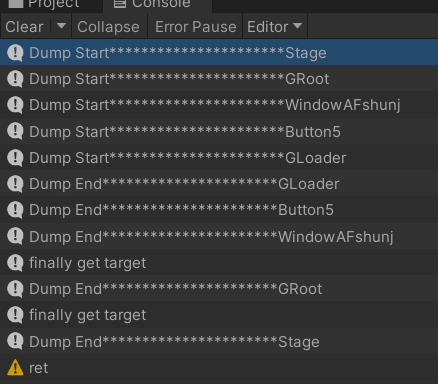 Project Console
Clear Collapse Error Pause Editor
Dump Start***********************Stage
Dump Start***********************GRoot
Dump Start***********************WindowAFshunj
Dump Start***********************Button5
Dump Start***********************GLoader
Dump End***********************GLoader
Dump End***********************Button5
Dump End***********************WindowAFshunj
finally get target
Dump End***********************GRoot
finally get target
Dump End***********************Stage
ret